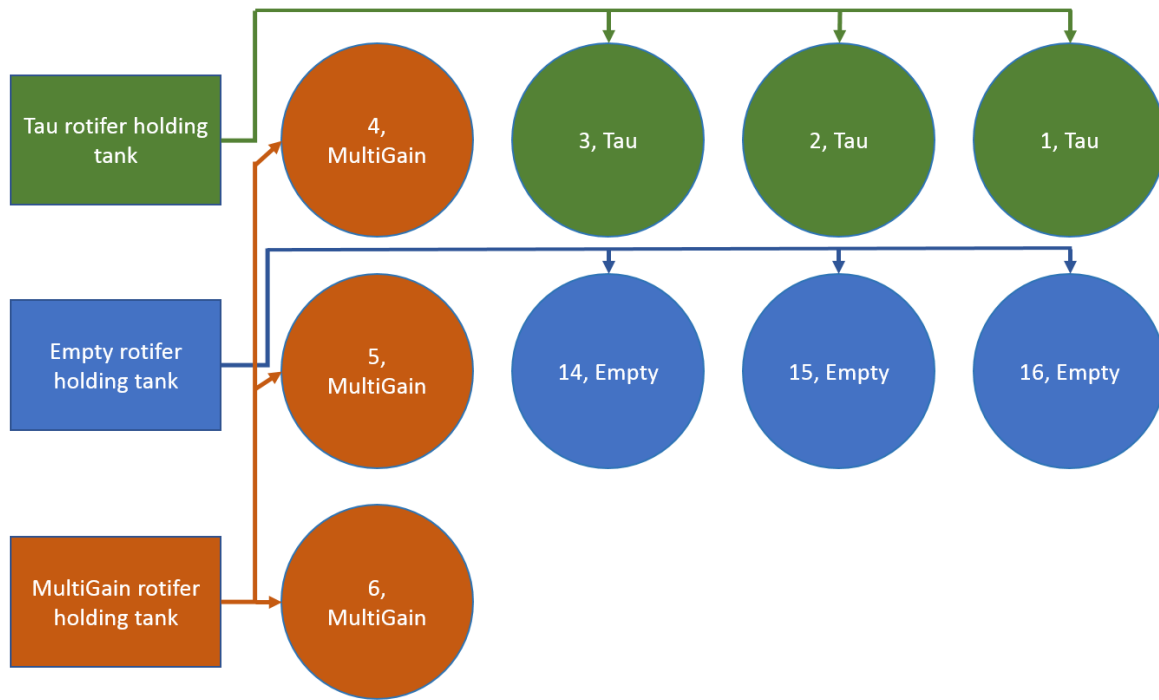 Tau rotifer holding
tank
4,
MultiGain
3, Tau
2, Tau
1, Tau
Empty rotifer
holding tank
5,
MultiGain
14, Empty
15, Empty
16, Empty
MultiGain rotifer
holding tank
6,
MultiGain